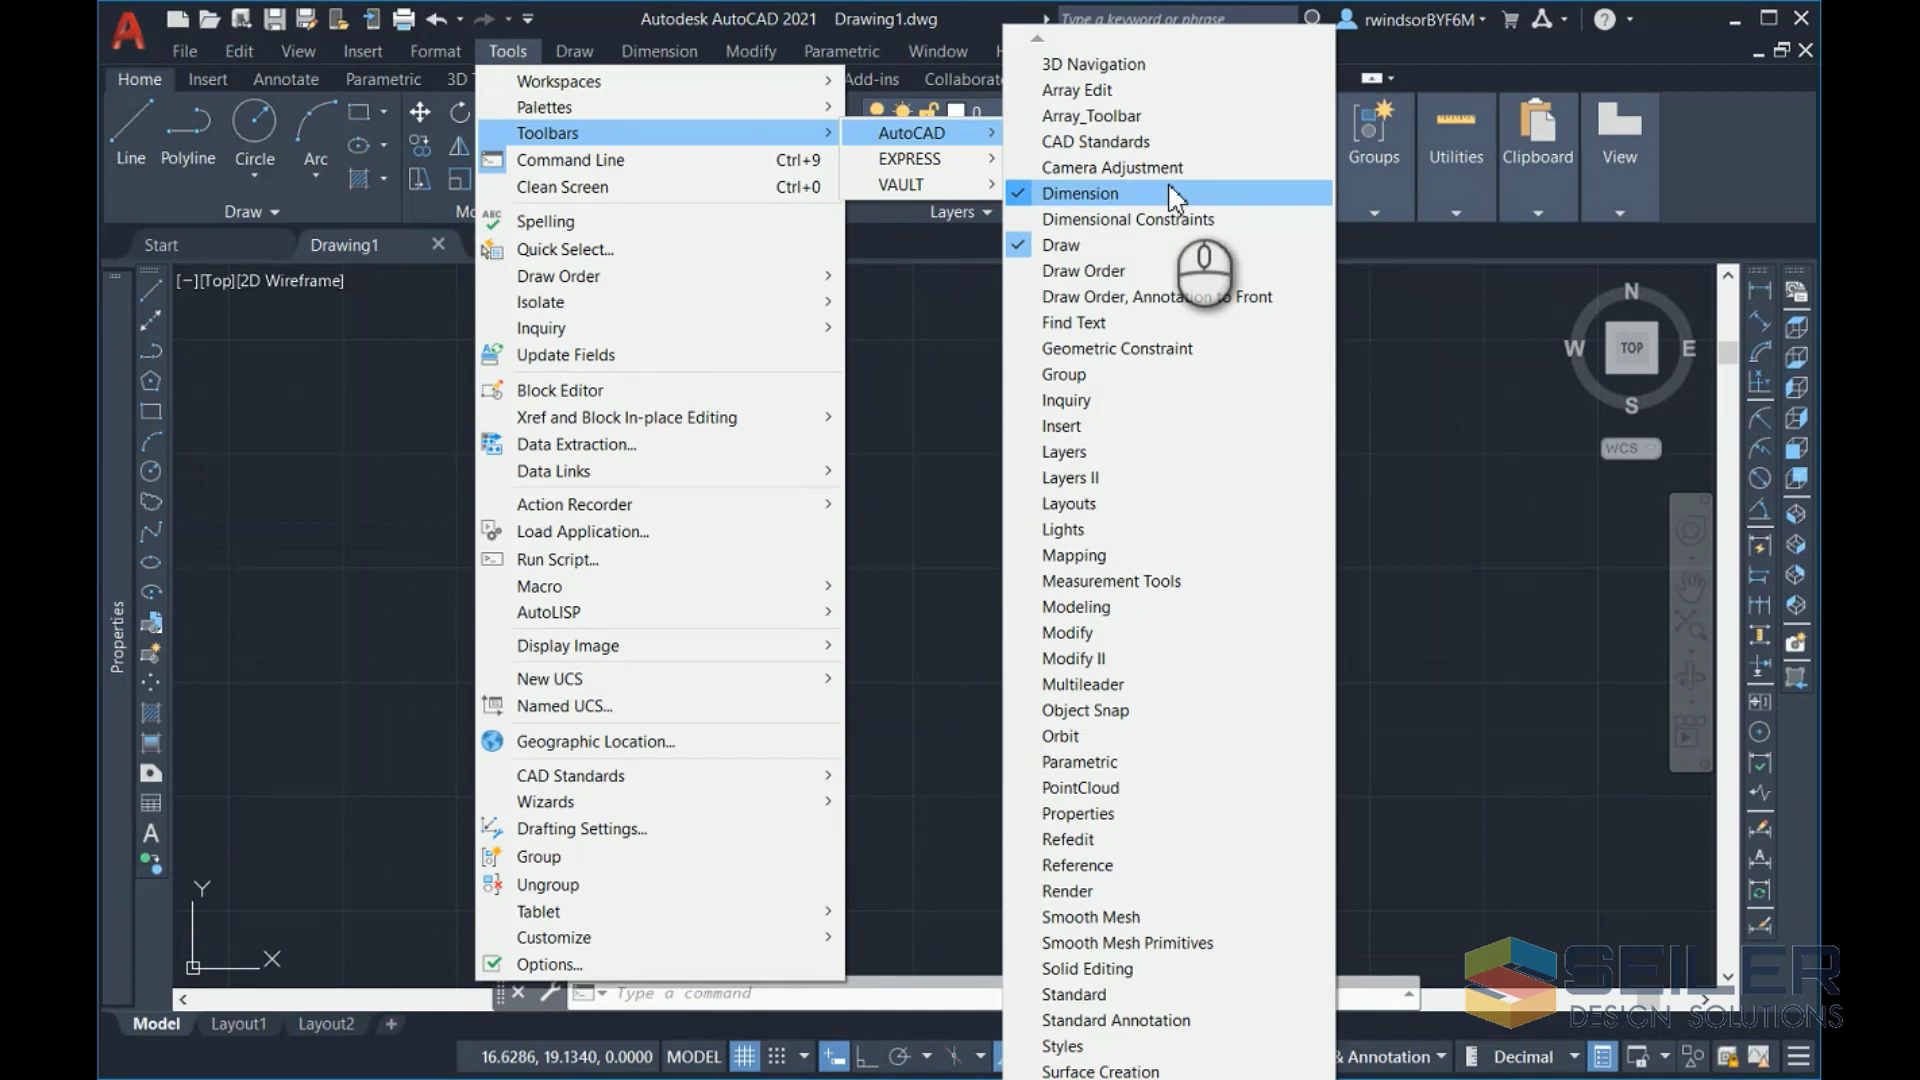 Autodesk AutoCAD 2021 Drawing1.dwg
Type a keyword or phrase
rwindsorBYF6M
File Edit View Insert Format Tools Draw Dimension Modify Parametric Window
Home Insert Annotate Parametric 3D
Add-ins Collabora
Line
Polyline
Circle
Arc
Draw
Layers
0
Groups
Utilities
Clipboard
View
Start
Drawing1
[−][Top][2D Wireframe]
Properties
Workspaces
Palettes
Toolbars
Command Line Ctrl+9
Clean Screen Ctrl+0
Spelling
Quick Select...
Draw Order
Isolate
Inquiry
Update Fields
Block Editor
Xref and Block In-place Editing
Data Extraction...
Data Links
Action Recorder
Load Application...
Run Script...
Macro
AutoLISP
Display Image
New UCS
Named UCS...
Geographic Location...
CAD Standards
Wizards
Drafting Settings...
Group
Ungroup
Tablet
Customize
Options...
AutoCAD
EXPRESS
VAULT
3D Navigation
Array Edit
Array_Toolbar
CAD Standards
Camera Adjustment
Dimension
Dimensional Constraints
Draw
Draw Order
Draw Order, Annotation to Front
Find Text
Geometric Constraint
Group
Inquiry
Insert
Layers
Layers II
Layouts
Lights
Mapping
Measurement Tools
Modeling
Modify
Modify II
Multileader
Object Snap
Orbit
Parametric
PointCloud
Properties
Refedit
Reference
Render
Smooth Mesh
Smooth Mesh Primitives
Solid Editing
Standard
Standard Annotation
Styles
Surface Creation
N
W TOP E
S
WCS
Y
X
Type a command
Model Layout1 Layout2
16.6286, 19.1340, 0.0000 MODEL
& Annotation
Decimal
SEILER
DESIGN SOLUTIONS